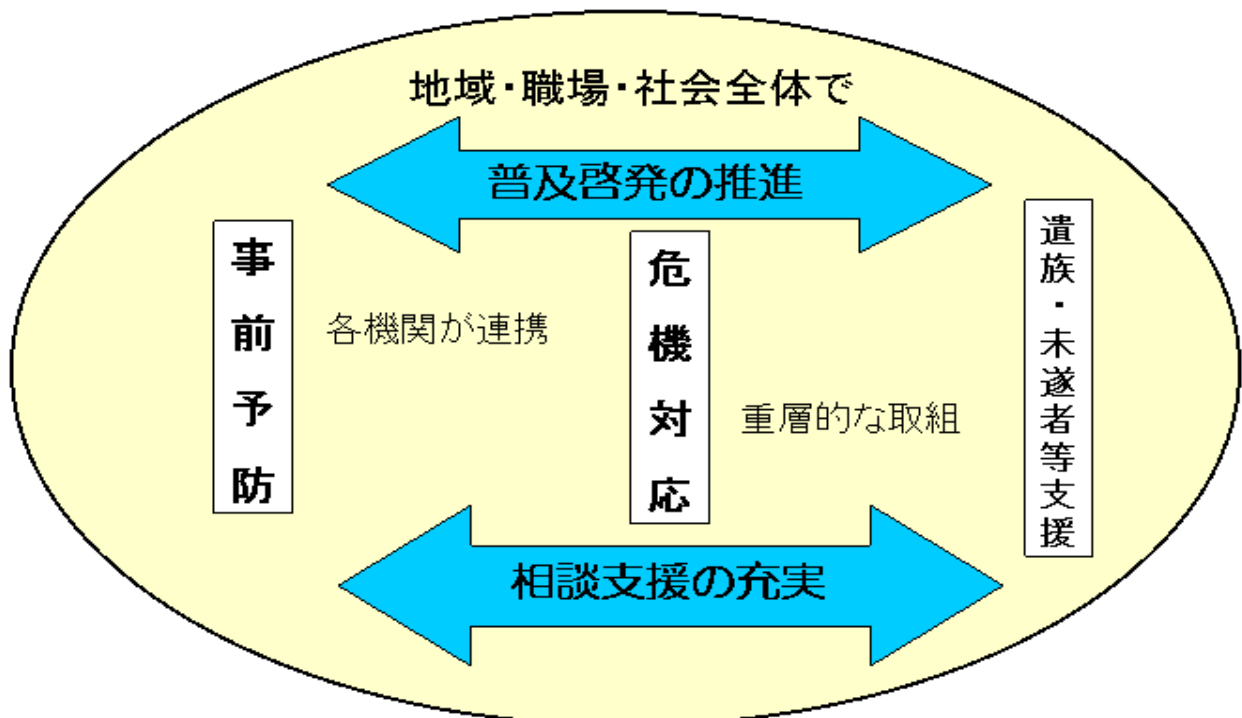 地域・職場・社会全体で
普及啓発の推進
事前予防
各機関が連携
危機対応
重層的な取組
遺族・未遂者等支援
相談支援の充実